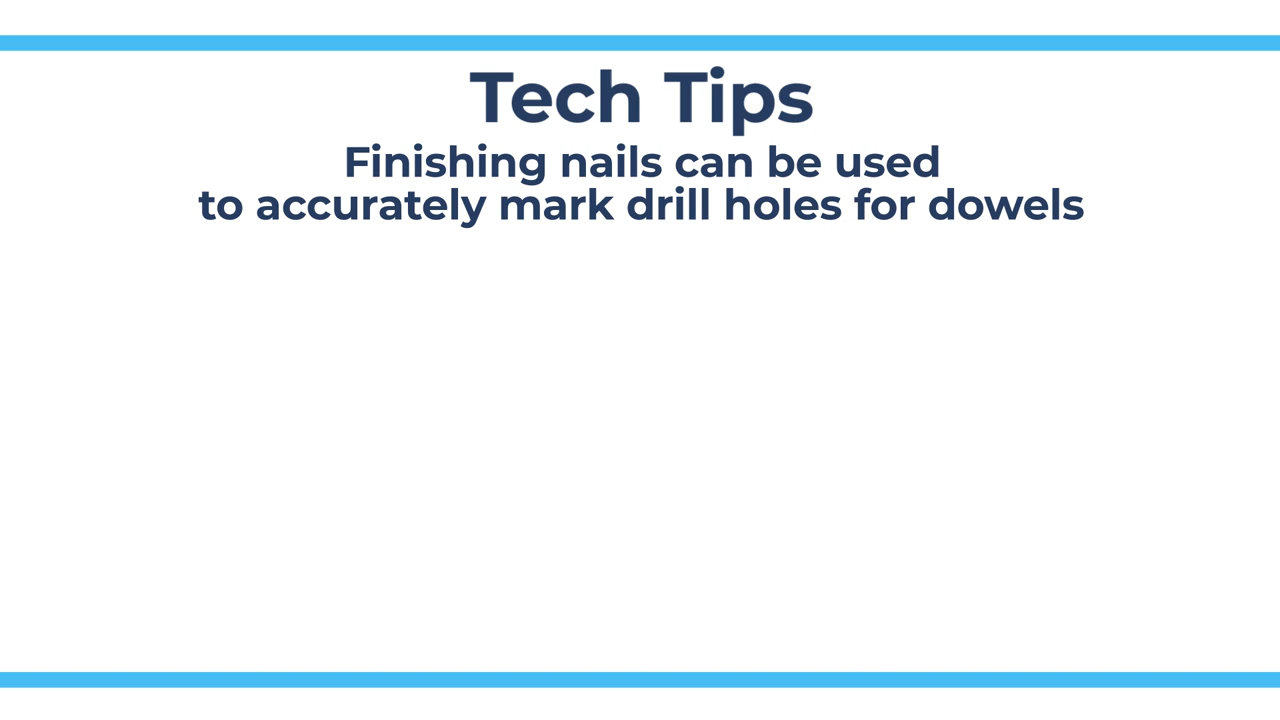 Tech Tips
Finishing nails can be used
to accurately mark drill holes for dowels